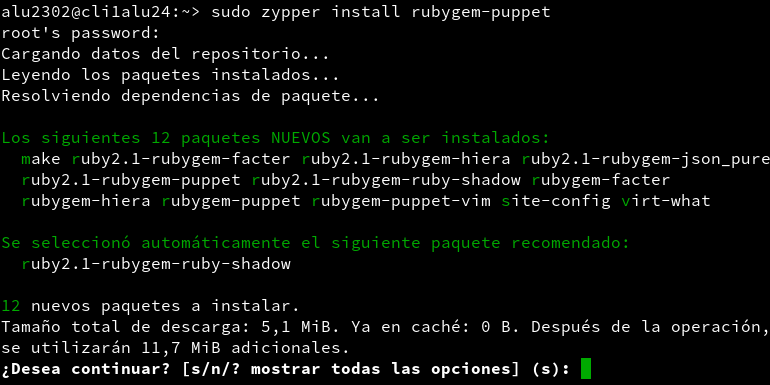 alu2302@cli1alu24:~> sudo zypper install rubygem-puppet
root's password:
Cargando datos del repositorio...
Leyendo los paquetes instalados...
Resolviendo dependencias de paquete...
Los siguientes 12 paquetes NUEVOS van a ser instalados:
make ruby2.1-rubygem-facter ruby2.1-rubygem-hiera ruby2.1-rubygem-json_pure
ruby2.1-rubygem-puppet ruby2.1-rubygem-ruby-shadow rubygem-facter
rubygem-hiera rubygem-puppet rubygem-puppet-vim site-config virt-what
Se seleccionó automáticamente el siguiente paquete recomendado:
ruby2.1-rubygem-ruby-shadow
12 nuevos paquetes a instalar.
Tamaño total de descarga: 5,1 MiB. Ya en caché: 0 B. Después de la operación,
se utilizarán 11,7 MiB adicionales.
¿Desea continuar? [s/n/? mostrar todas las opciones] (s):